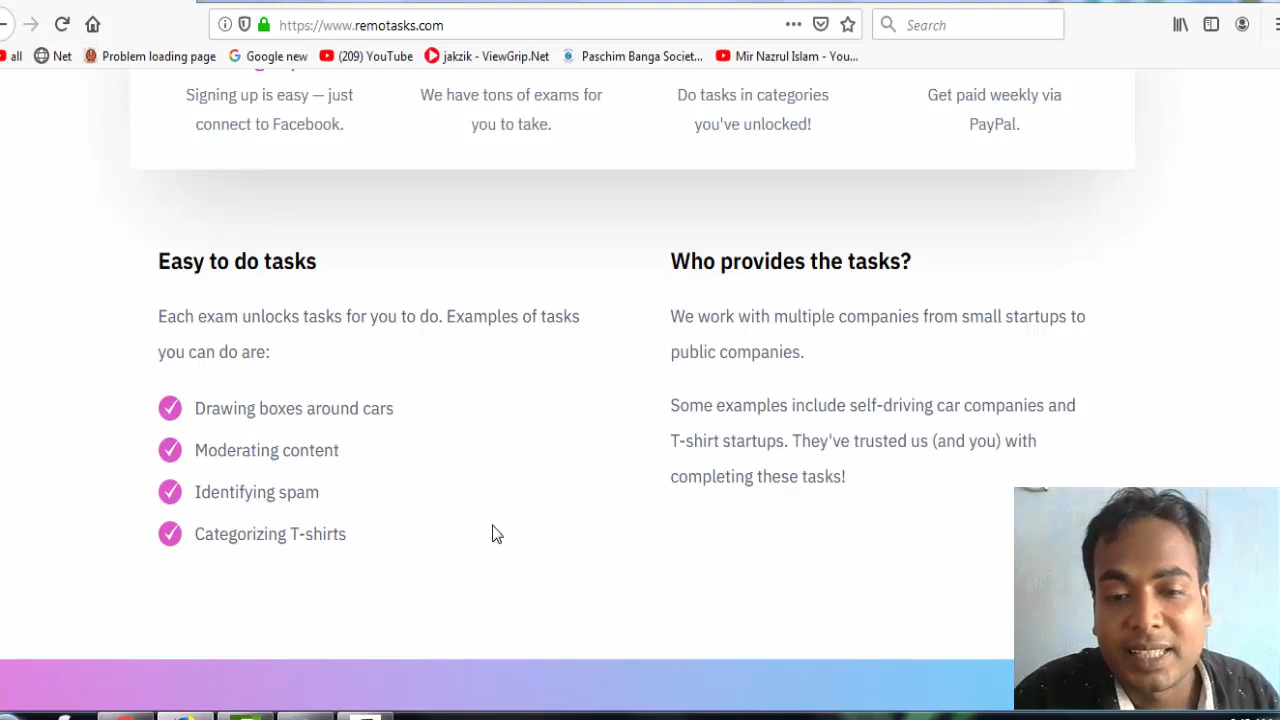 https://www.remotasks.com
Search
all
Net
Problem loading page
Google new
(209) YouTube
jakzik - ViewGrip.Net
Paschim Banga Societ...
Mir Nazrul Islam - You...
Signing up is easy — just
connect to Facebook.
We have tons of exams for
you to take.
Do tasks in categories
you've unlocked!
Get paid weekly via
PayPal.
Easy to do tasks
Each exam unlocks tasks for you to do. Examples of tasks
you can do are:
Drawing boxes around cars
Moderating content
Identifying spam
Categorizing T-shirts
Who provides the tasks?
We work with multiple companies from small startups to
public companies.
Some examples include self-driving car companies and
T-shirt startups. They've trusted us (and you) with
completing these tasks!